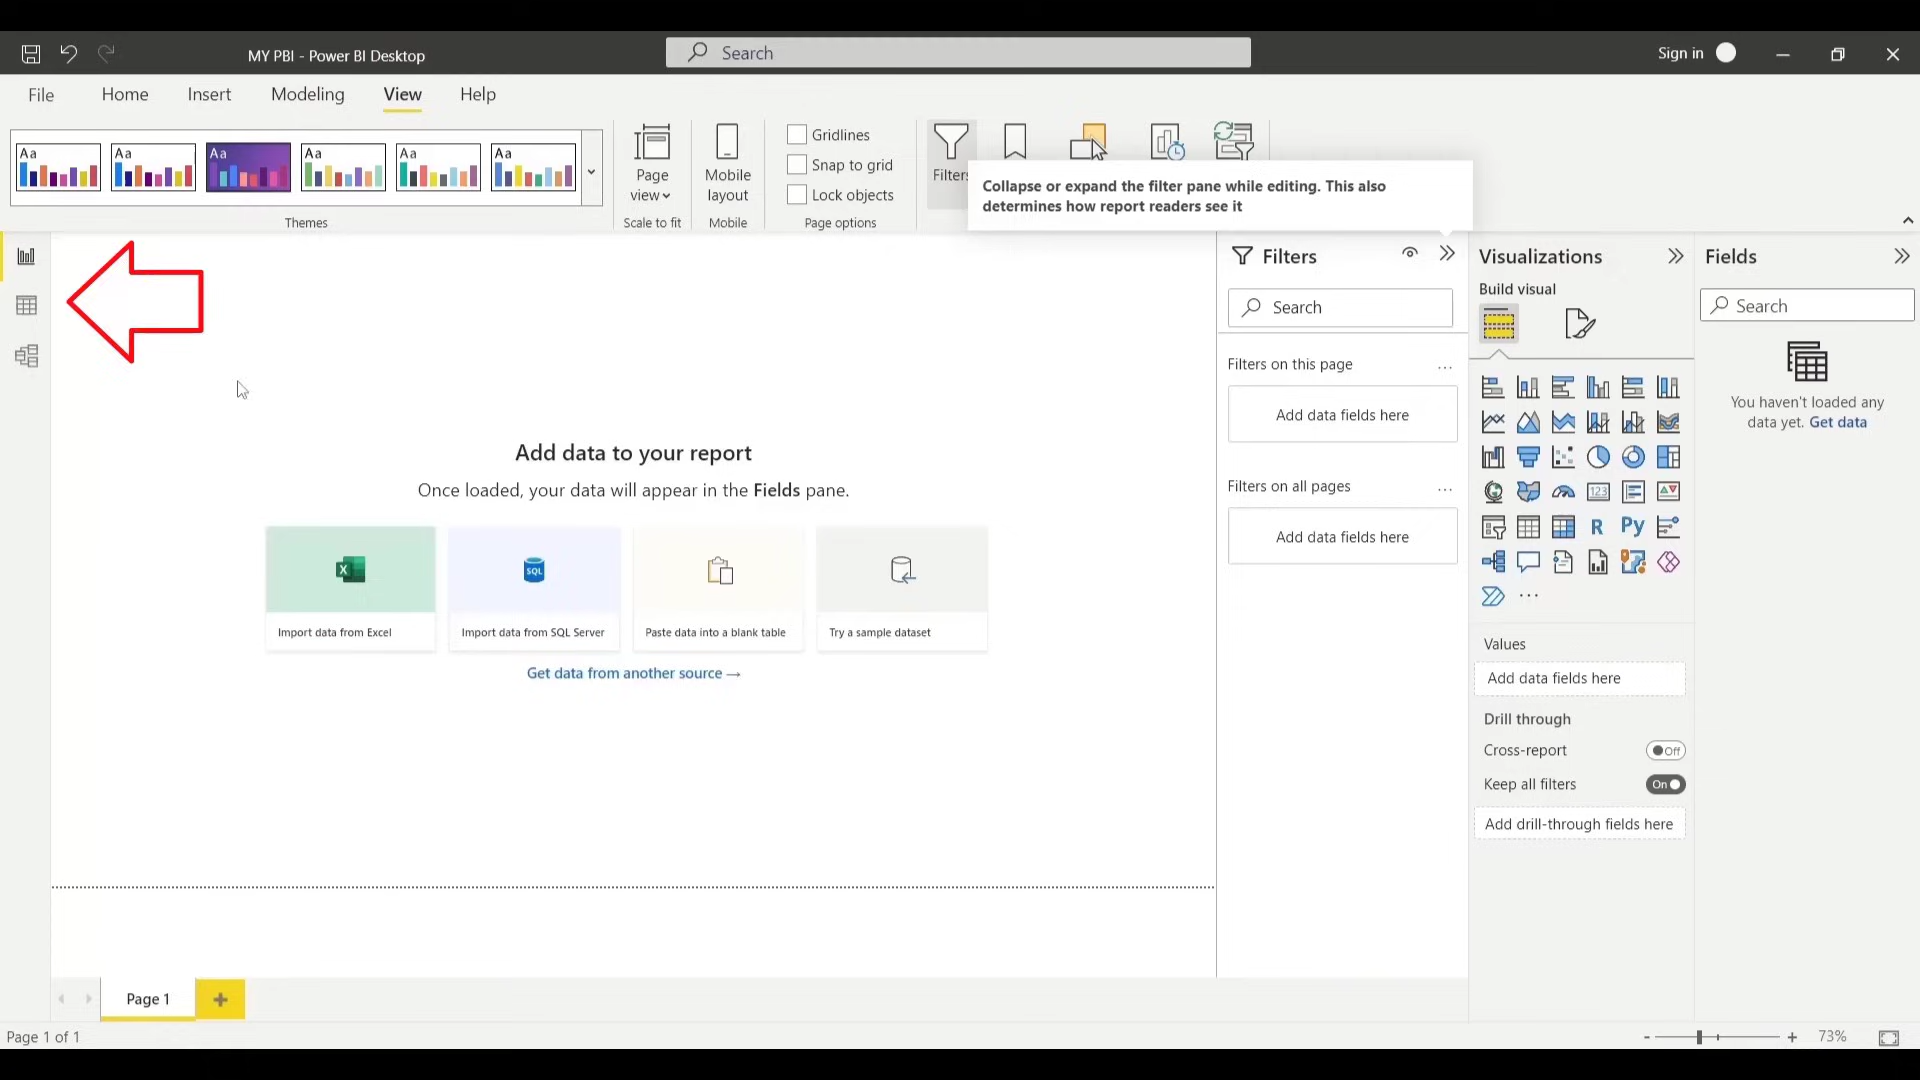 MY PBI - Power BI Desktop
Search
Sign in
File
Home
Insert
Modeling
View
Help
Aa
Aa
Aa
Aa
Aa
Aa
Themes
Page
view
Scale to fit
Mobile
layout
Mobile
Gridlines
Snap to grid
Lock objects
Page options
Filters
Collapse or expand the filter pane while editing. This also
determines how report readers see it
Add data to your report
Once loaded, your data will appear in the Fields pane.
SQL
Import data from Excel
Import data from SQL Server
Paste data into a blank table
Try a sample dataset
Get data from another source →
Filters
Search
Filters on this page
...
Add data fields here
Filters on all pages
...
Add data fields here
Visualizations
Build visual
123
R
Py
...
Values
Add data fields here
Drill through
Cross-report
Off
Keep all filters
On
Add drill-through fields here
Fields
Search
You haven't loaded any
data yet. Get data
Page 1
+
Page 1 of 1
-
+
73%